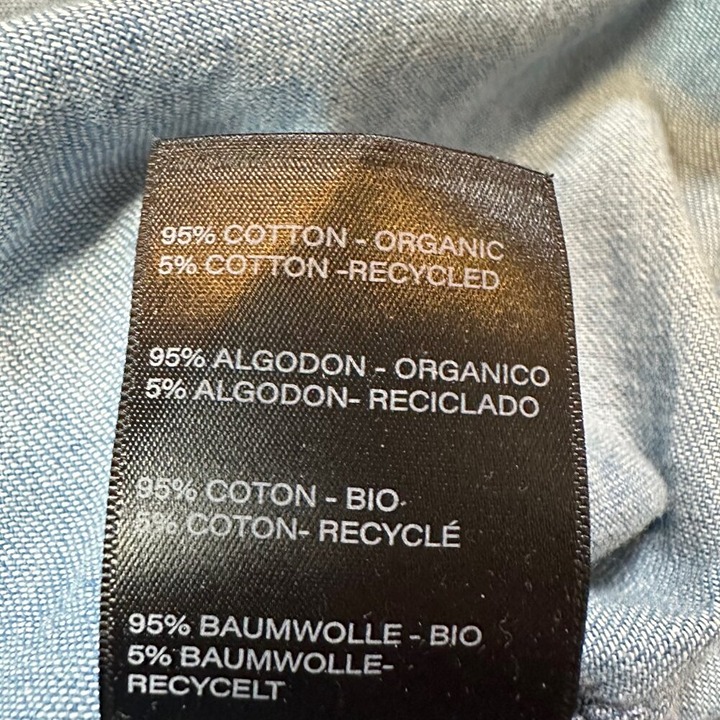 95% COTTON - ORGANIC
5% COTTON -RECYCLED
95% ALGODON - ORGANICO
5% ALGODON- RECICLADO
95% COTON - BIO
5% COTON- RECYCLÉ
95% BAUMWOLLE - BIO
5% BAUMWOLLE-
RECYCELT